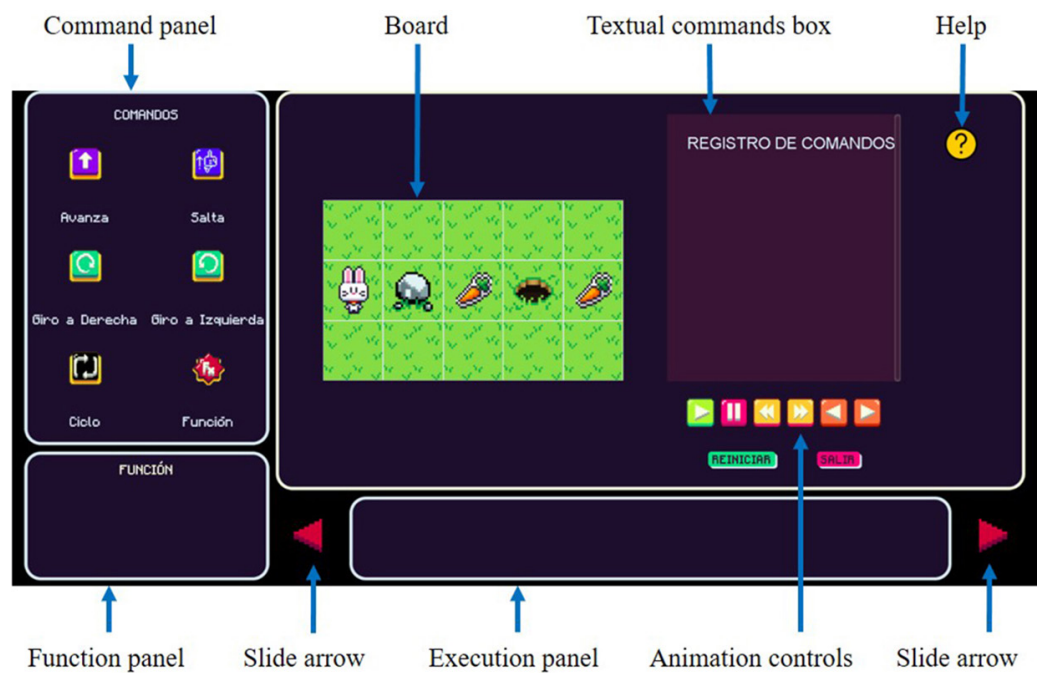 Command panel
Board
Textual commands box
Help
COMANDOS
Avanza
Salta
Giro a Derecha
Giro a Izquierda
Ciclo
Función
FUNCIÓN
REGISTRO DE COMANDOS
?
REINICIAR
SALIR
Function panel
Slide arrow
Execution panel
Animation controls
Slide arrow